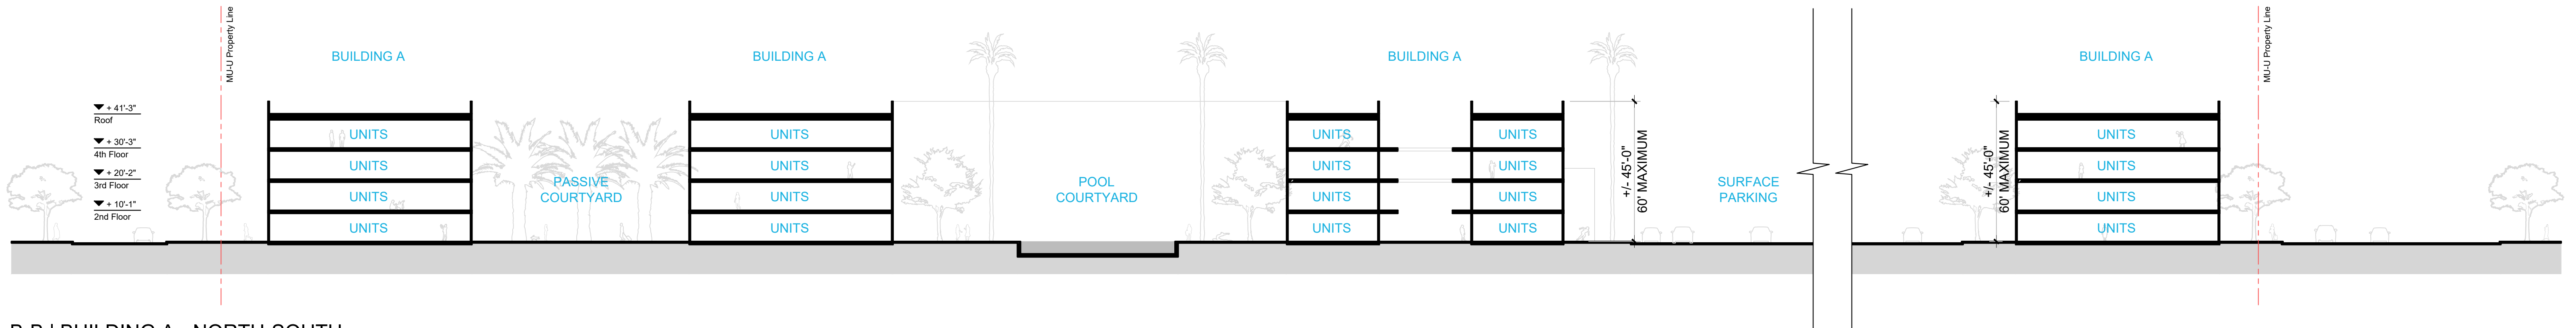 MU-U Property Line
BUILDING A
BUILDING A
BUILDING A
BUILDING A
MU-U Property Line
+ 41'-3"
Roof
+ 30'-3"
4th Floor
+ 20'-2"
3rd Floor
+ 10'-1"
2nd Floor
UNITS
UNITS
UNITS
UNITS
PASSIVE
COURTYARD
UNITS
UNITS
UNITS
UNITS
POOL
COURTYARD
UNITS
UNITS
UNITS
UNITS
UNITS
UNITS
UNITS
UNITS
+/- 45'-0"
60' MAXIMUM
SURFACE
PARKING
+/- 45'-0"
60' MAXIMUM
UNITS
UNITS
UNITS
UNITS
BUILDING A - NORTH-SOUTH